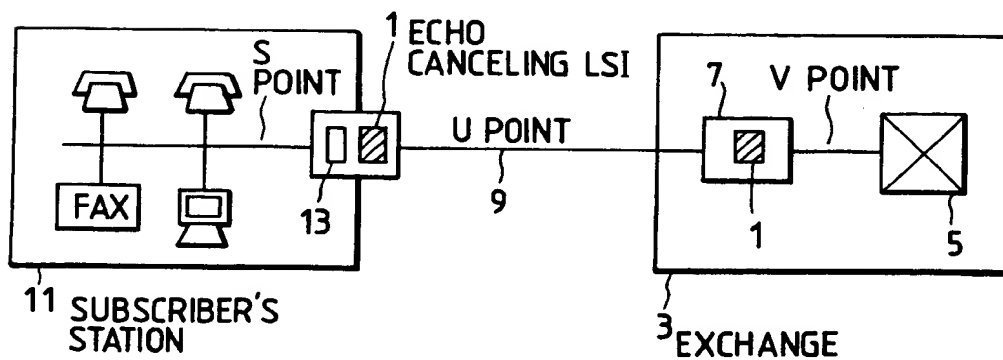 1 ECHO
CANCELING LSI
S
POINT
7
V POINT
U POINT
FAX
13
9
1
5
11 SUBSCRIBER'S
STATION
3 EXCHANGE